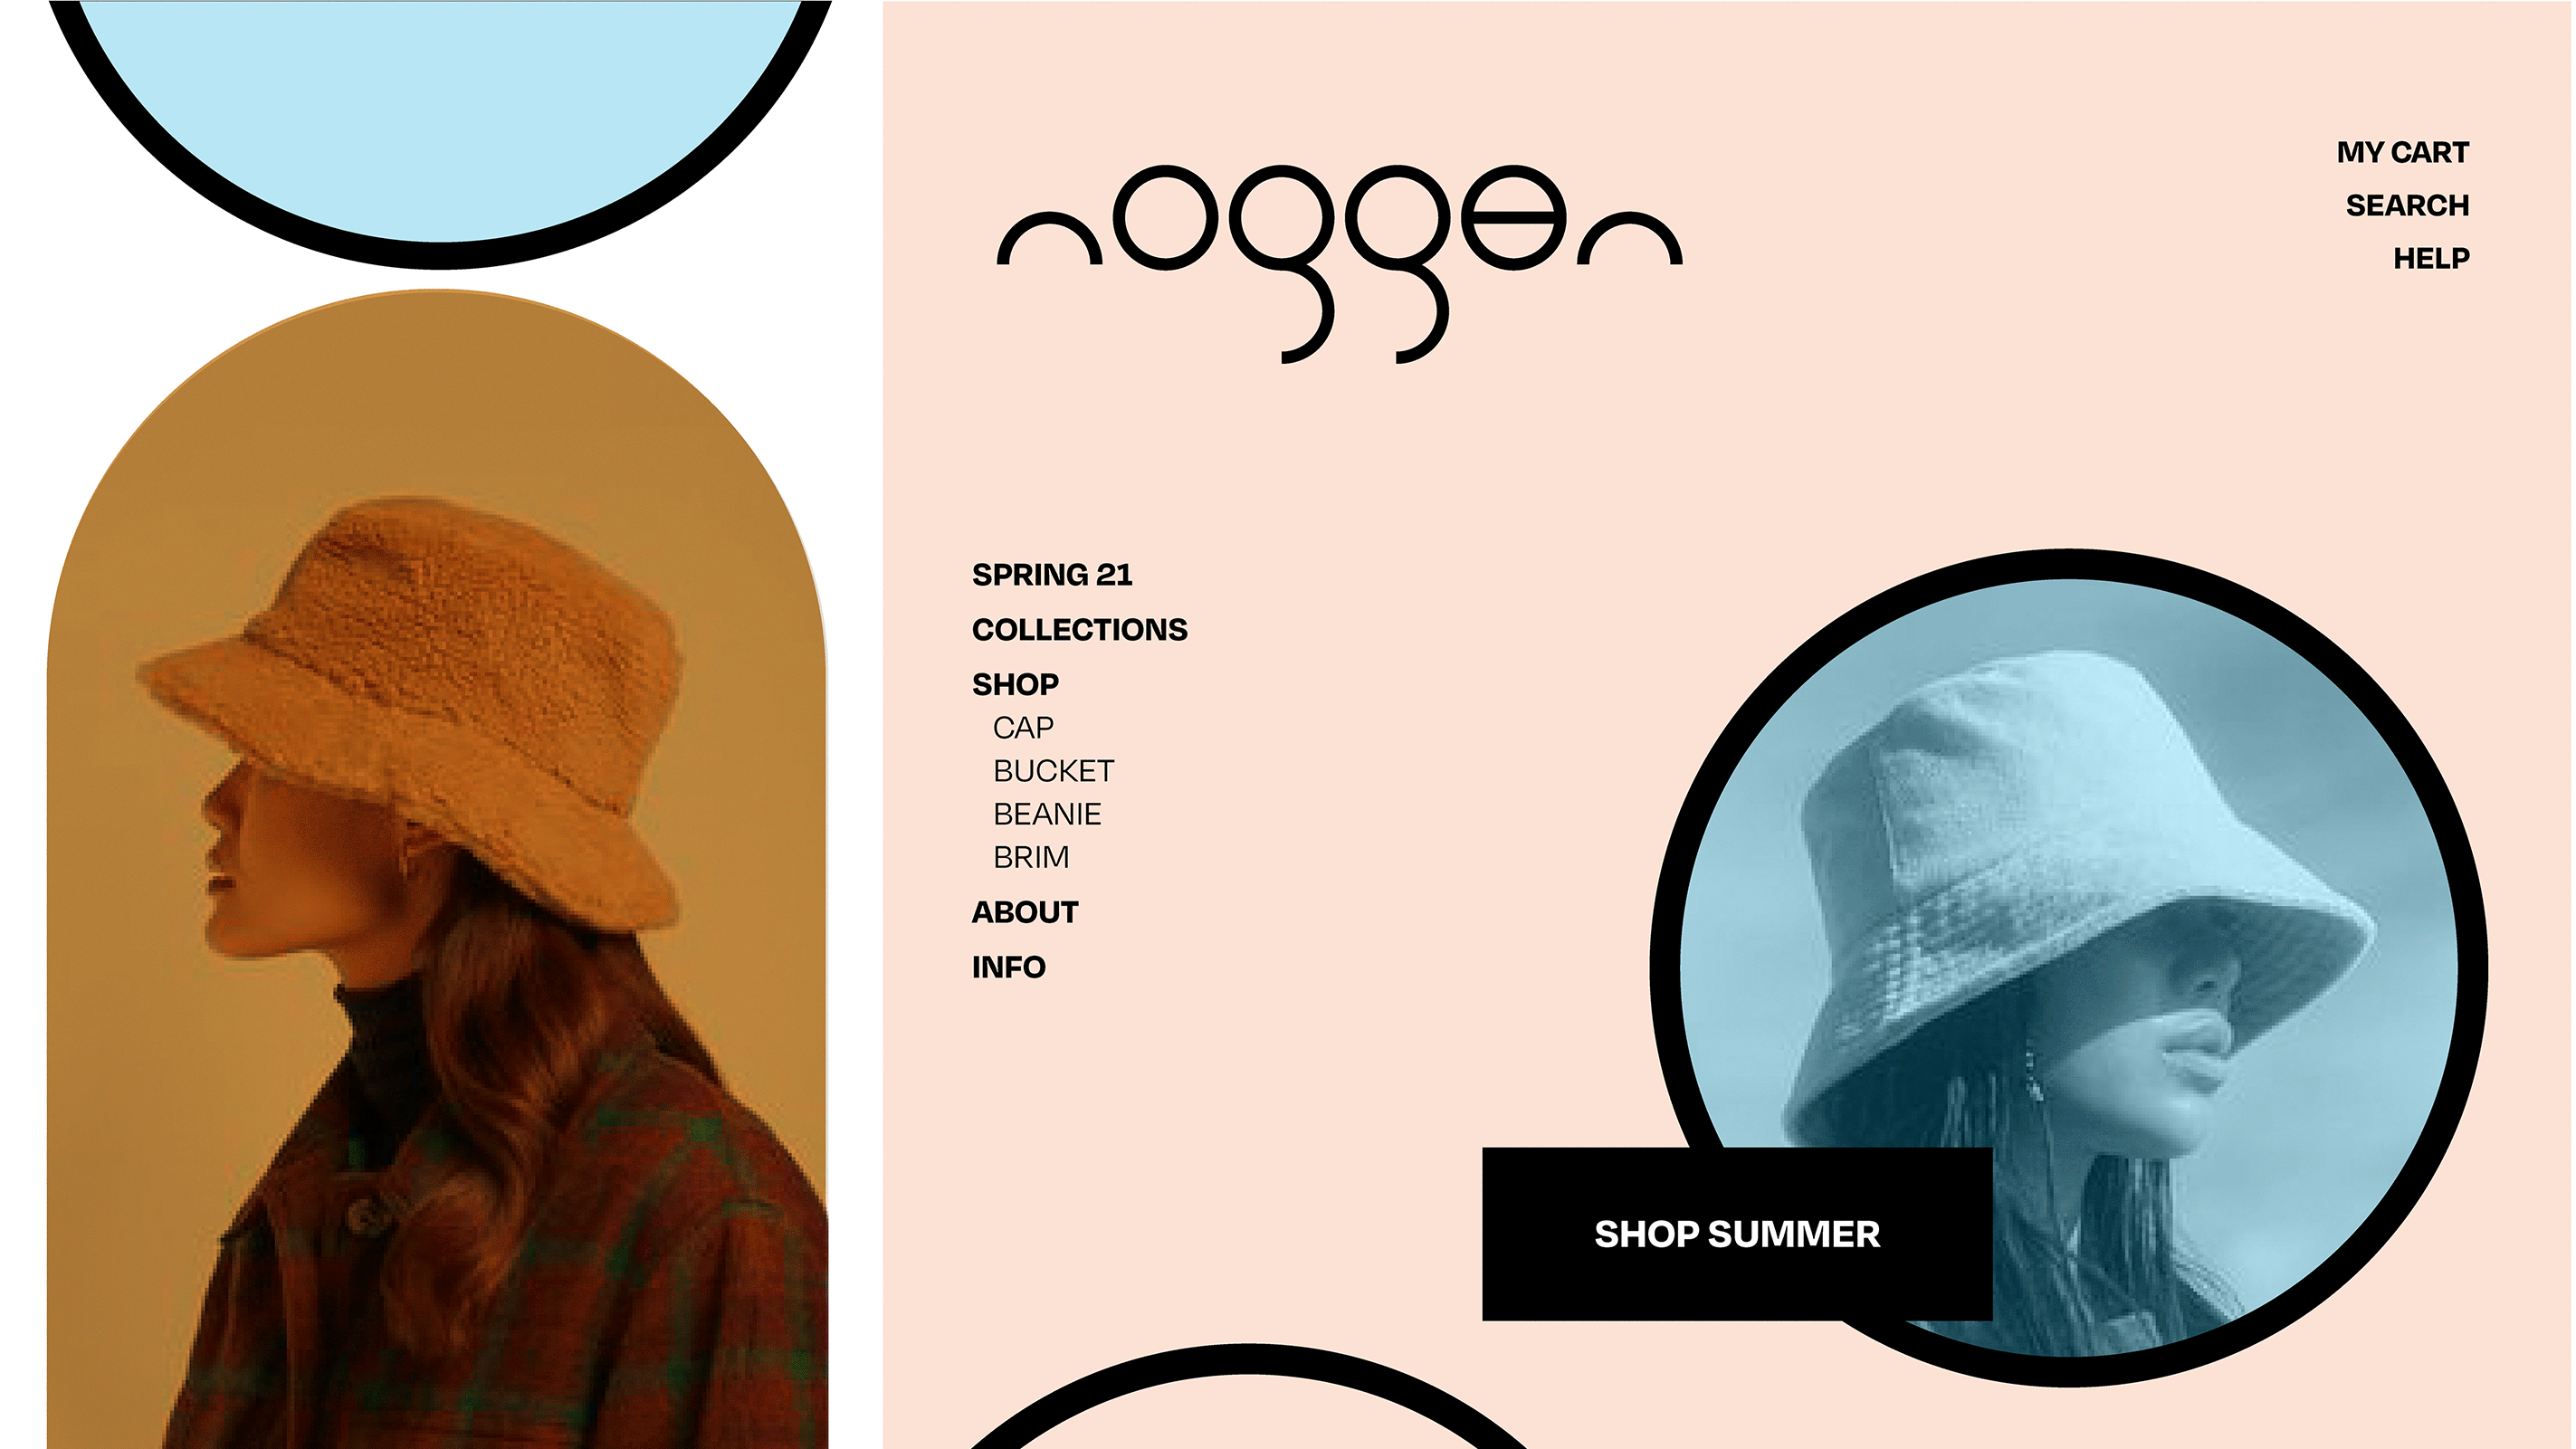 noggen
MY CART
SEARCH
HELP
SPRING 21
COLLECTIONS
SHOP
CAP
BUCKET
BEANIE
BRIM
ABOUT
INFO
SHOP SUMMER